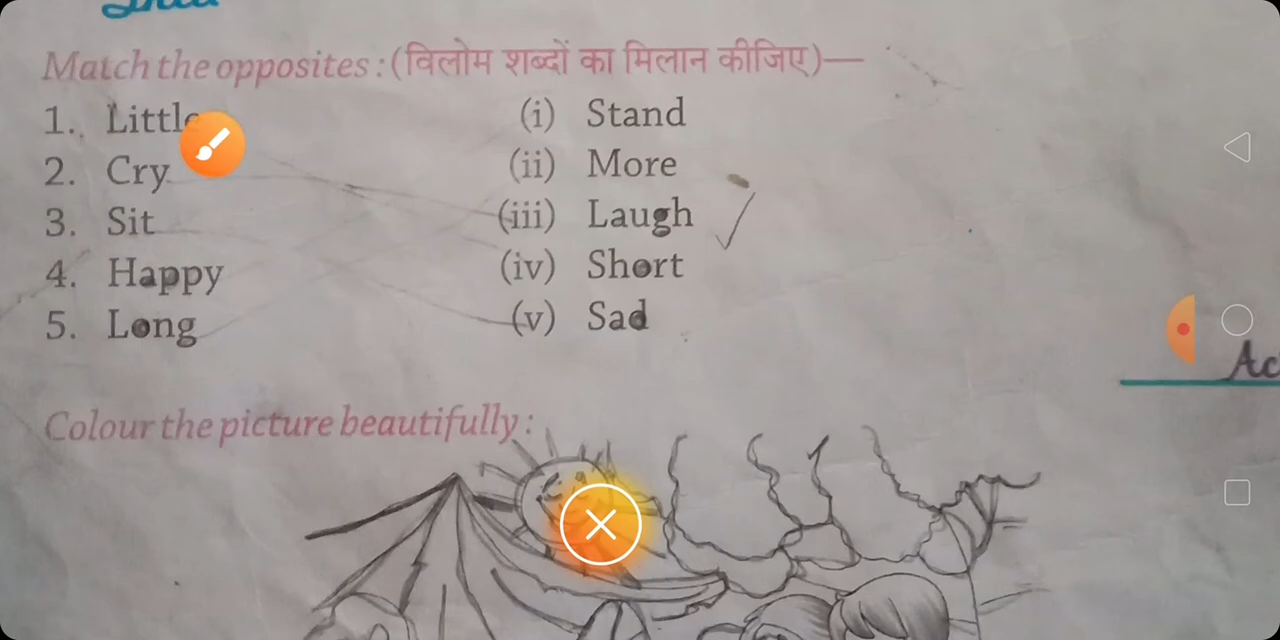 Match the opposites : (विलोम शब्दों का मिलान कीजिए)—
1. Little (i) Stand
2. Cry (ii) More
3. Sit (iii) Laugh
4. Happy (iv) Short
5. Long (v) Sad
Colour the picture beautifully :